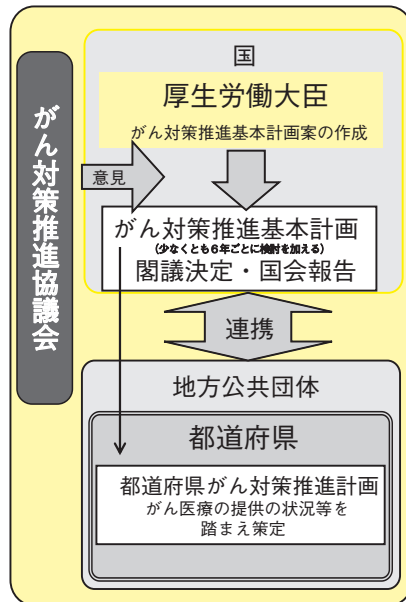 がん対策推進協議会
国
厚生労働大臣
がん対策推進基本計画案の作成
意見
がん対策推進基本計画
(少なくとも6年ごとに検討を加える)
閣議決定・国会報告
連携
地方公共団体
都道府県
都道府県がん対策推進計画
がん医療の提供の状況等を
踏まえ策定